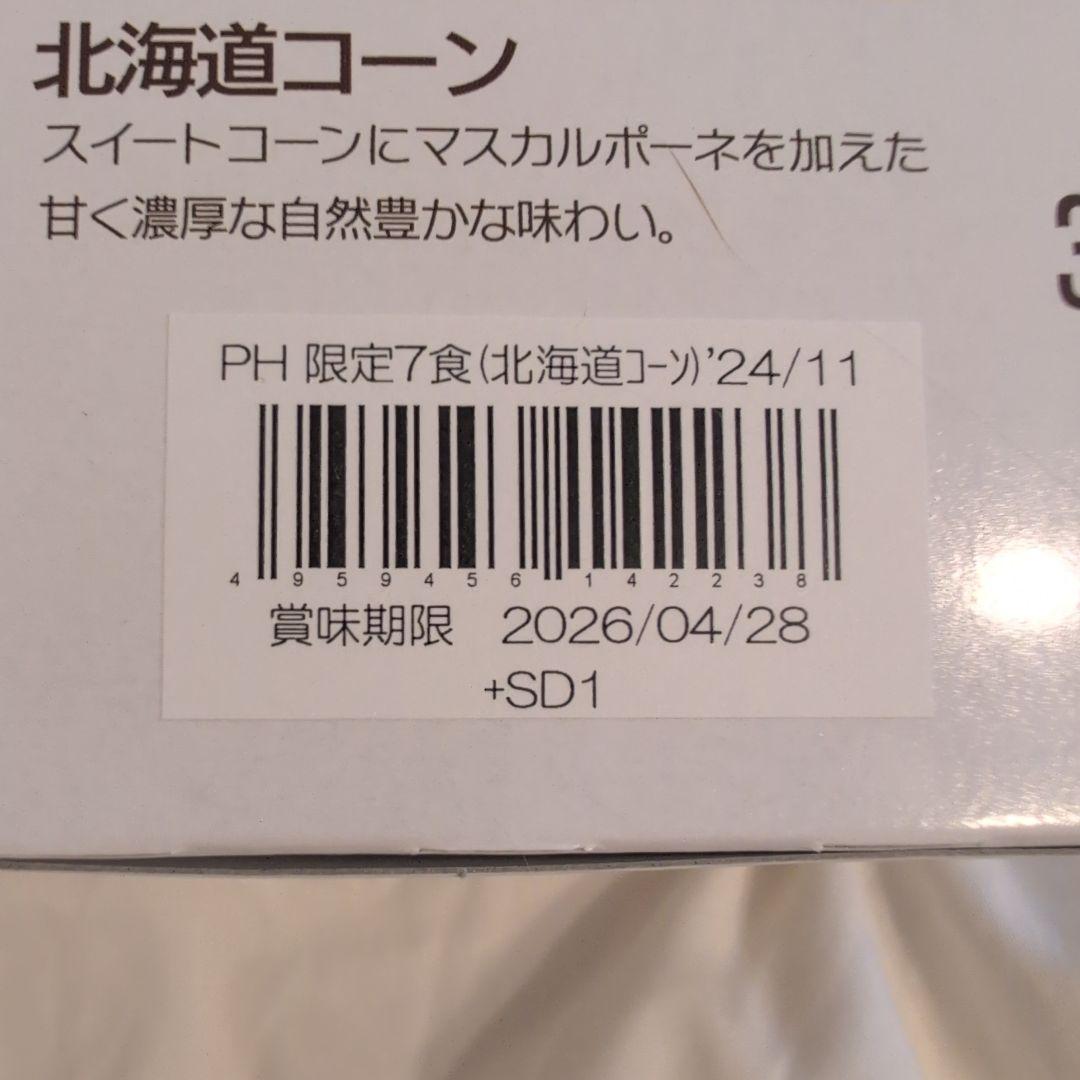 北海道コーン
スイートコーンにマスカルポーネを加えた
甘く濃厚な自然豊かな味わい。
PH 限定7食(北海道ｺｰﾝ)'24/11
4 959456 142238
賞味期限 2026/04/28
+SD1